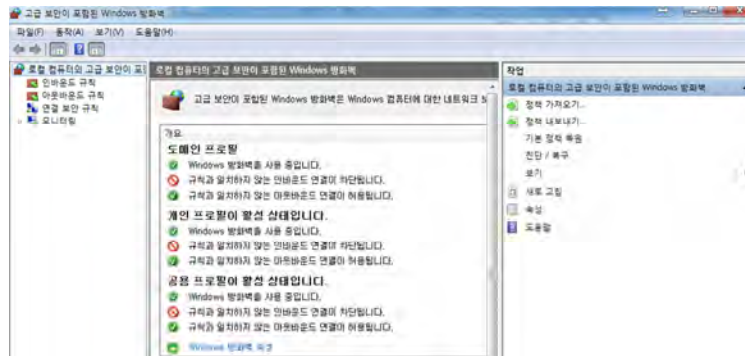 고급 보안이 포함된 Windows 방화벽
파일(F) 동작(A) 보기(V) 도움말(H)
로컬 컴퓨터의 고급 보안이 포
인바운드 규칙
아웃바운드 규칙
연결 보안 규칙
모니터링
로컬 컴퓨터의 고급 보안이 포함된 Windows 방화벽
고급 보안이 포함된 Windows 방화벽은 Windows 컴퓨터에 대한 네트워크
개요
도메인 프로필
Windows 방화벽을 사용 중입니다.
규칙과 일치하지 않는 인바운드 연결이 차단됩니다.
규칙과 일치하지 않는 아웃바운드 연결이 허용됩니다.
개인 프로필이 활성 상태입니다.
Windows 방화벽을 사용 중입니다.
규칙과 일치하지 않는 인바운드 연결이 차단됩니다.
규칙과 일치하지 않는 아웃바운드 연결이 허용됩니다.
공용 프로필이 활성 상태입니다.
Windows 방화벽을 사용 중입니다.
규칙과 일치하지 않는 인바운드 연결이 차단됩니다.
규칙과 일치하지 않는 아웃바운드 연결이 허용됩니다.
Windows 방화벽 속성
작업
로컬 컴퓨터의 고급 보안이 포함된 Windows 방화벽
정책 가져오기...
정책 내보내기...
기본 정책 복원
진단 / 복구
보기
새로 고침
속성
도움말